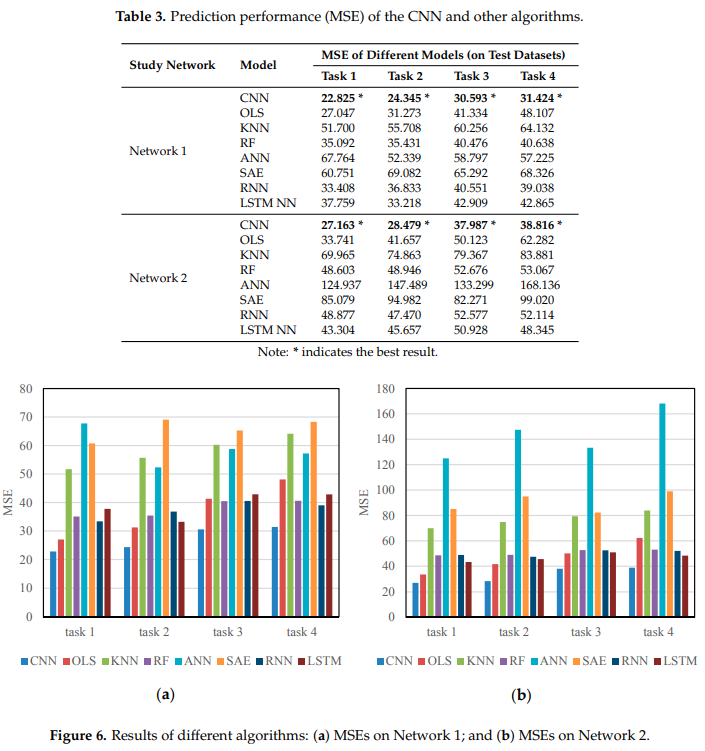 Table 3. Prediction performance (MSE) of the CNN and other algorithms.
Study Network Model MSE of Different Models (on Test Datasets)
Task 1 Task 2 Task 3 Task 4
Network 1
CNN 22.825 * 24.345 * 30.593 * 31.424 *
OLS 27.047 31.273 41.334 48.107
KNN 51.700 55.708 60.256 64.132
RF 35.092 35.431 40.476 40.638
ANN 67.764 52.339 58.797 57.225
SAE 60.751 69.082 65.292 68.326
RNN 33.408 36.833 40.551 39.038
LSTM NN 37.759 33.218 42.909 42.865
Network 2
CNN 27.163 * 28.479 * 37.987 * 38.816 *
OLS 33.741 41.657 50.123 62.282
KNN 69.965 74.863 79.367 83.881
RF 48.603 48.946 52.676 53.067
ANN 124.937 147.489 133.299 168.136
SAE 85.079 94.982 82.271 99.020
RNN 48.877 47.470 52.577 52.114
LSTM NN 43.304 45.657 50.928 48.345
Note: * indicates the best result.
80
70
60
50
40
30
20
10
0
MSE
task 1 task 2 task 3 task 4
CNN OLS KNN RF ANN SAE RNN LSTM
(a)
180
160
140
120
100
80
60
40
20
0
MSE
task 1 task 2 task 3 task 4
CNN OLS KNN RF ANN SAE RNN LSTM
(b)
Figure 6. Results of different algorithms: (a) MSEs on Network 1; and (b) MSEs on Network 2.